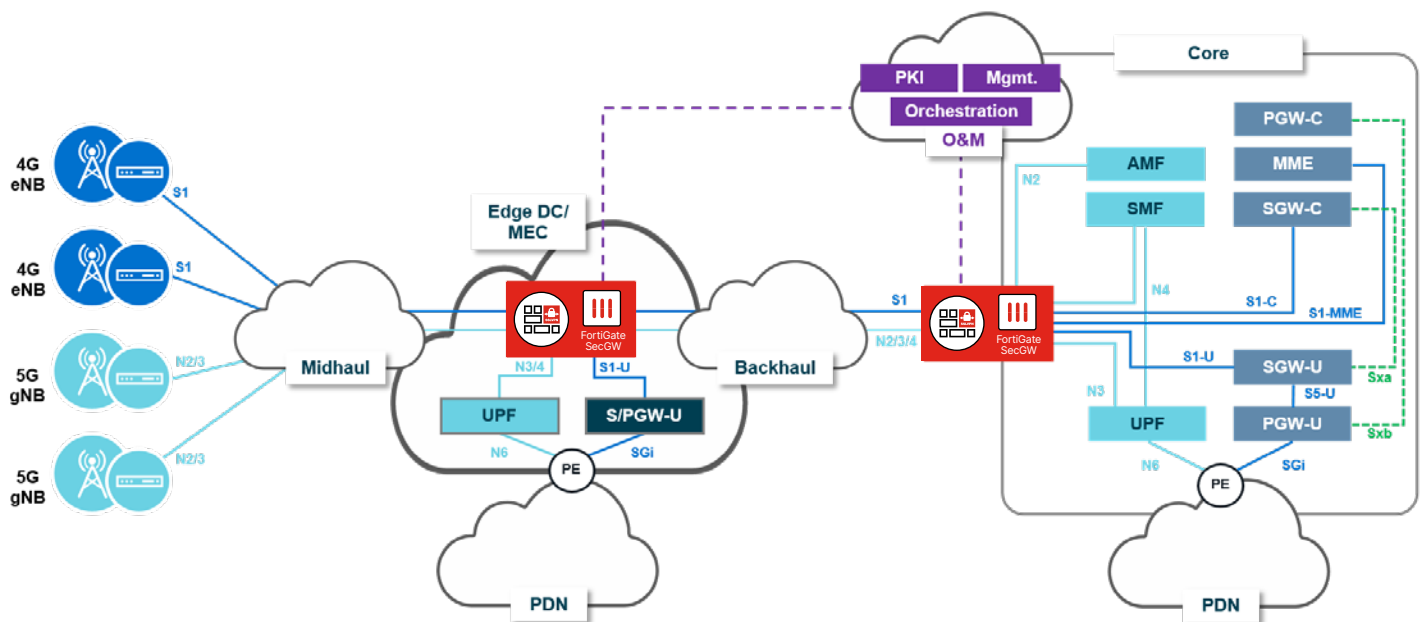 PKI
Mgmt.
Orchestration
O&M
Core
PGW-C
AMF
MME
SMF
SGW-C
N2
4G
eNB
S1
4G
eNB
S1
Edge DC/
MEC
FortiGate
SecGW
S1
N2/3/4
FortiGate
SecGW
N4
S1-C
S1-MME
5G
gNB
N2/3
Midhaul
N3/4
S1-U
Backhaul
S1-U
SGW-U
Sxa
N3
S5-U
UPF
S/PGW-U
UPF
PGW-U
Sxb
5G
gNB
N2/3
N6
SGi
PE
N6
SGi
PE
PDN
PDN